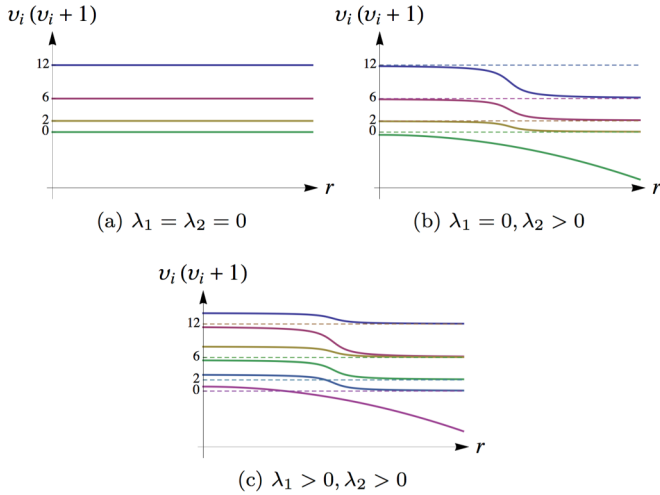 υᵢ(υᵢ+1)
12
6
2
0
r
(a) λ₁ = λ₂ = 0
υᵢ(υᵢ+1)
12
6
2
0
r
(b) λ₁ = 0, λ₂ > 0
υᵢ(υᵢ+1)
12
6
2
0
r
(c) λ₁ > 0, λ₂ > 0